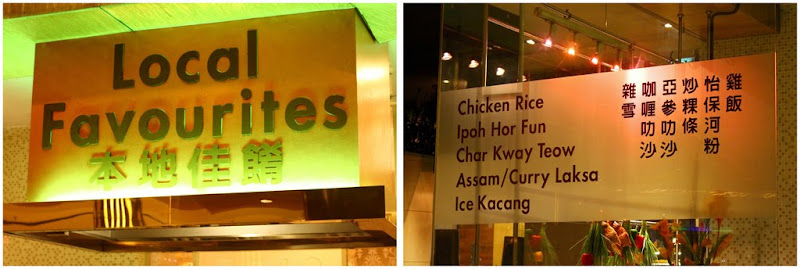 Local
Favourites
本地佳餚
Chicken Rice
Ipoh Hor Fun
Char Kway Teow
Assam/Curry Laksa
Ice Kacang
雞飯
怡保河粉
炒粿條
亞參叻沙
咖喱叻沙
雜雪